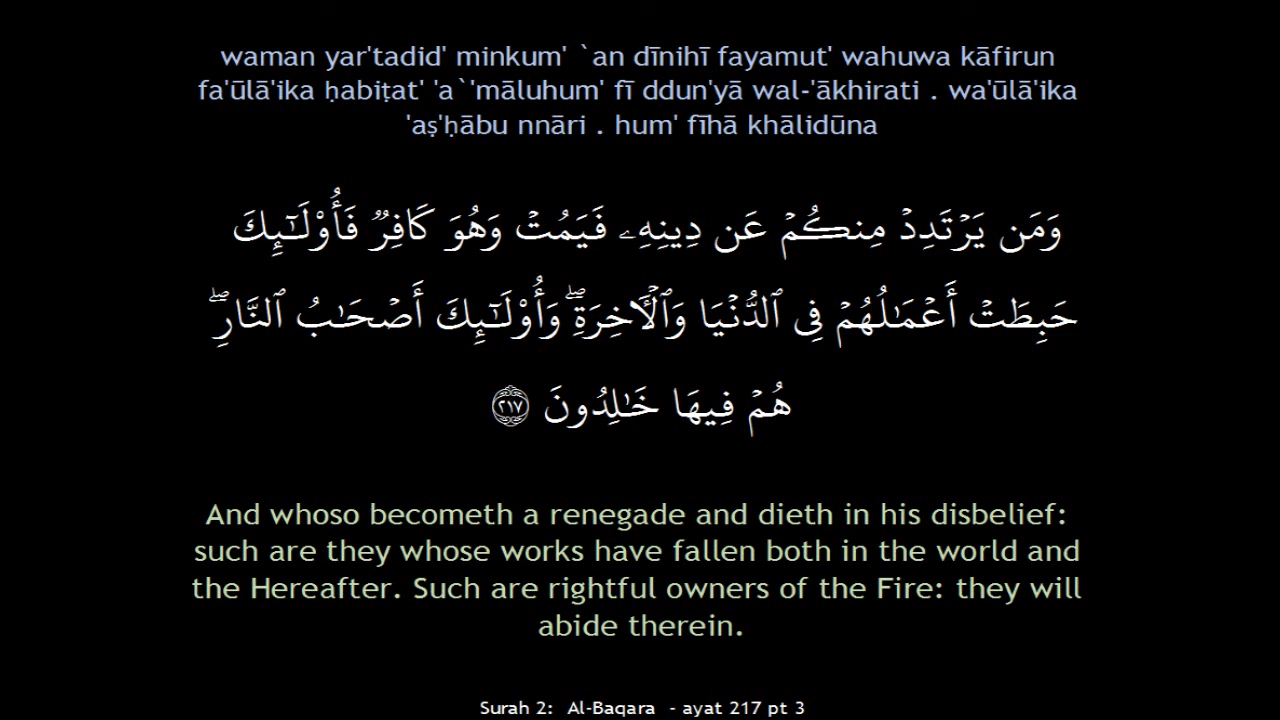 waman yar'tadid' minkum' `an dīnihī fayamut' wahuwa kāfirun
fa'ūlā'ika ḥabiṭat' 'a`'māluhum' fī ddun'yā wal-'ākhirati . wa'ūlā'ika
'aṣ'ḥābu nnāri . hum' fīhā khālidūna
وَمَن يَرْتَدِدْ مِنكُمْ عَن دِينِهِۦ فَيَمُتْ وَهُوَ كَافِرٌ فَأُو۟لَـٰٓئِكَ
حَبِطَتْ أَعْمَـٰلُهُمْ فِى ٱلدُّنْيَا وَٱلْـَٔاخِرَةِ ۖ وَأُو۟لَـٰٓئِكَ أَصْحَـٰبُ ٱلنَّارِ ۖ
هُمْ فِيهَا خَـٰلِدُونَ ﴿٢١٧﴾
And whoso becometh a renegade and dieth in his disbelief:
such are they whose works have fallen both in the world and
the Hereafter. Such are rightful owners of the Fire: they will
abide therein.
Surah 2: Al-Baqara - ayat 217 pt 3